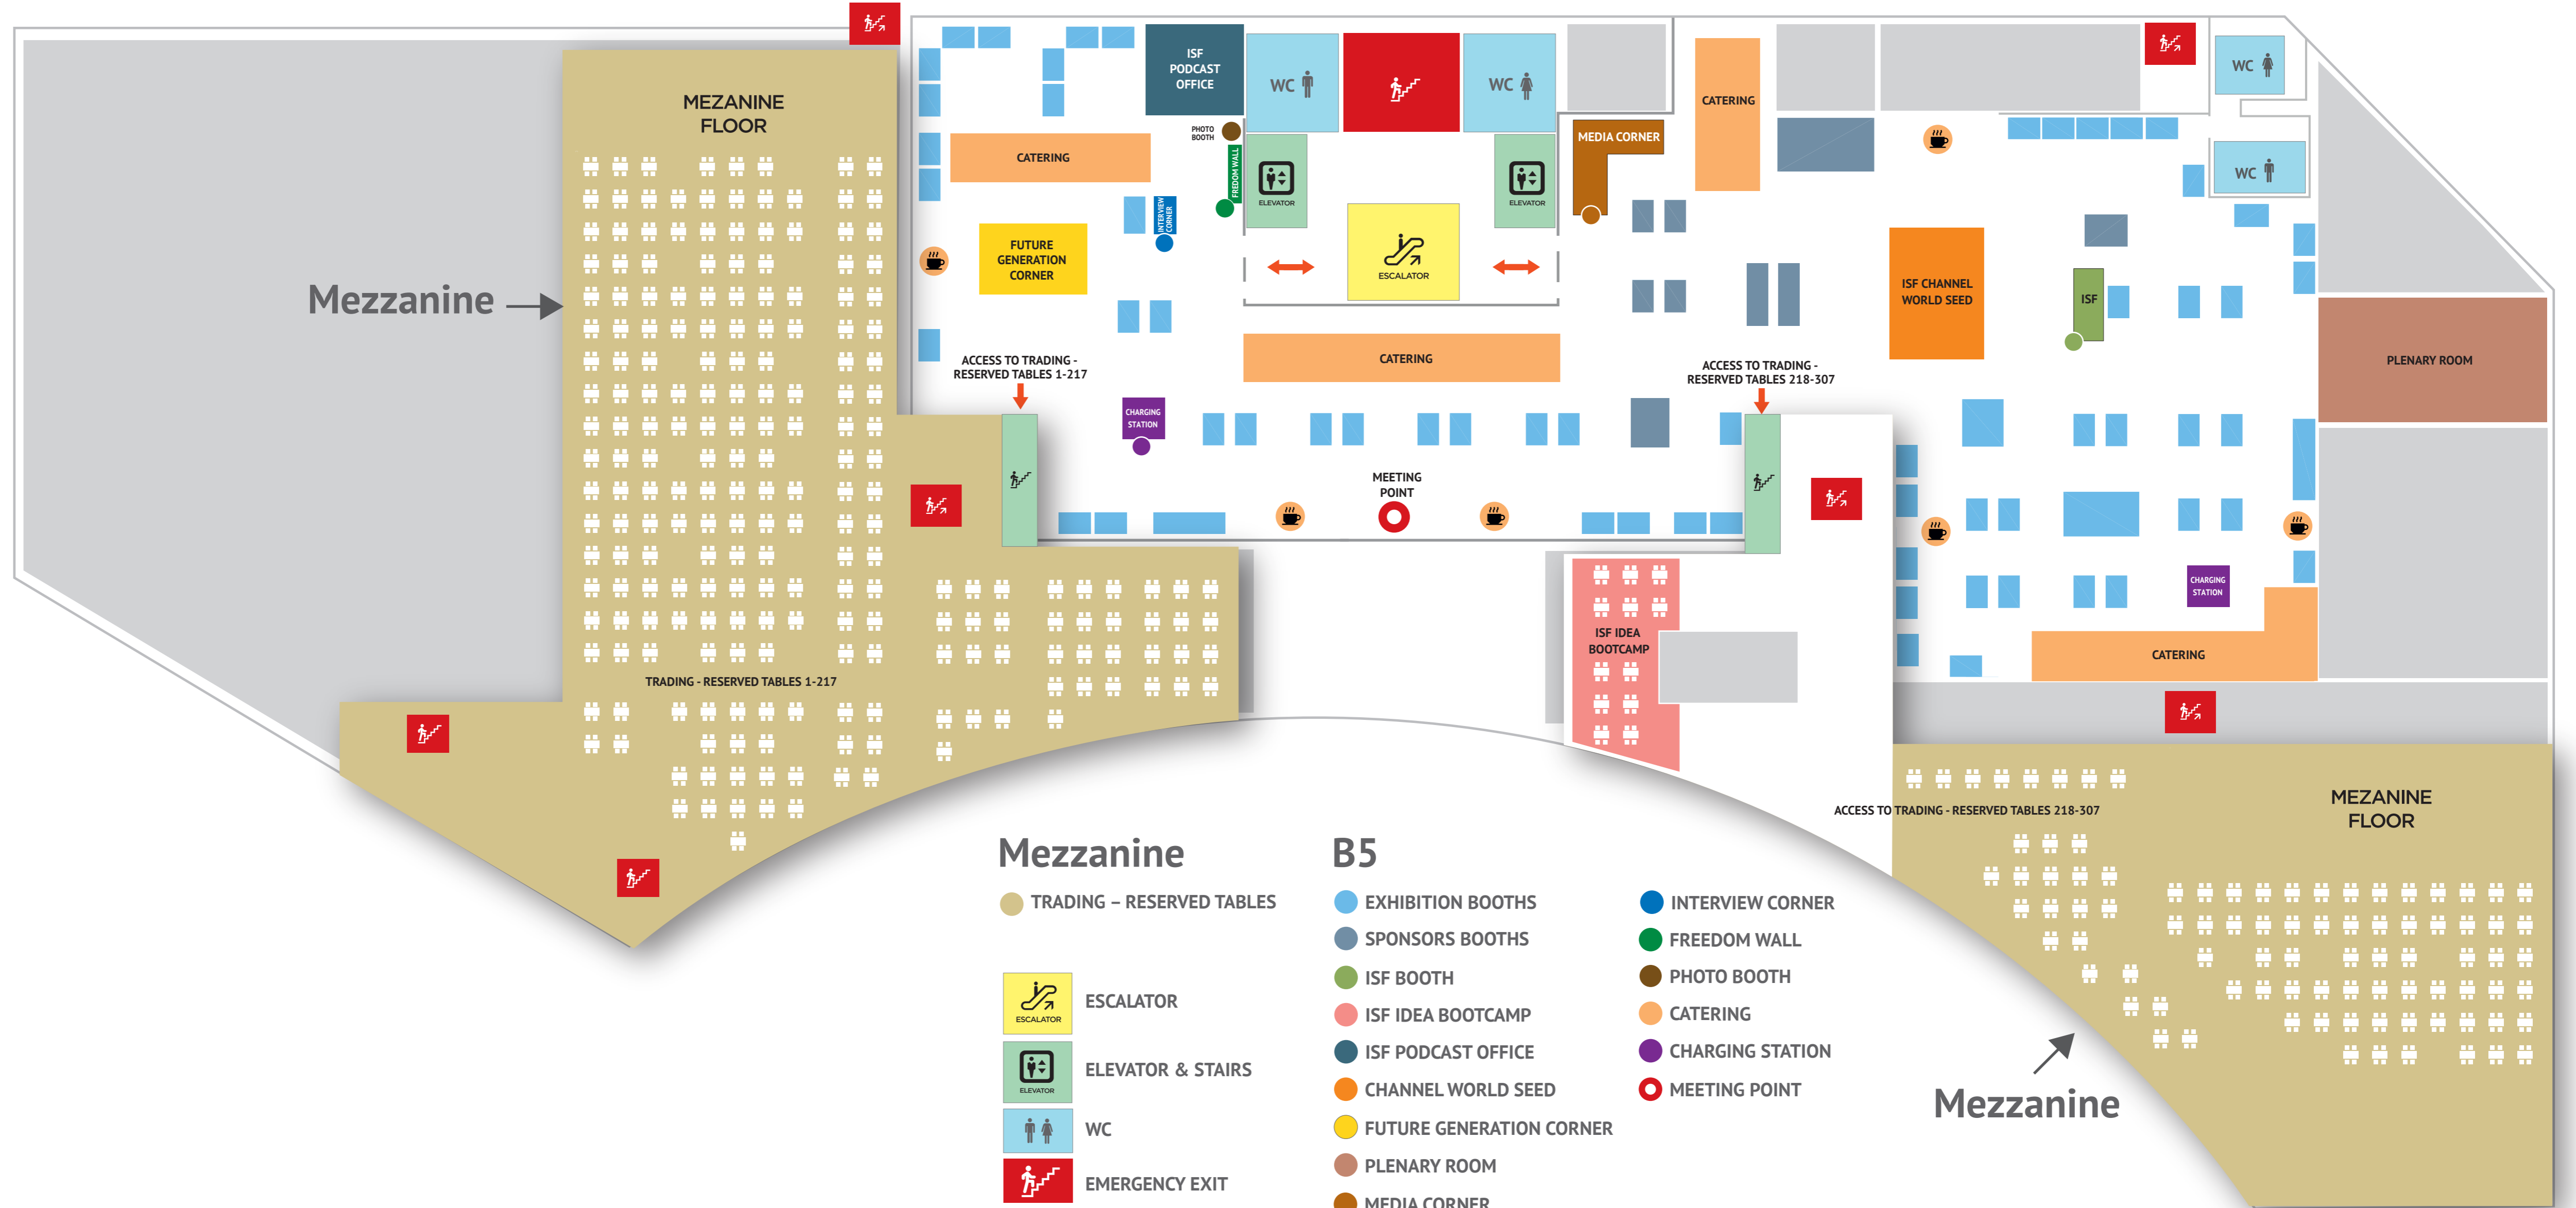 MEZANINE
FLOOR
Mezzanine
TRADING - RESERVED TABLES 1-217
ISF
PODCAST
OFFICE
WC
WC
PHOTO
BOOTH
FREDOM WALL
CATERING
INTERVIEW
CORNER
FUTURE
GENERATION
CORNER
ELEVATOR
ELEVATOR
ESCALATOR
MEDIA CORNER
CATERING
WC
WC
ISF CHANNEL
WORLD SEED
ISF
PLENARY ROOM
CATERING
ACCESS TO TRADING -
RESERVED TABLES 1-217
ACCESS TO TRADING -
RESERVED TABLES 218-307
CHARGING
STATION
MEETING
POINT
CHARGING
STATION
CATERING
ISF IDEA
BOOTCAMP
ACCESS TO TRADING - RESERVED TABLES 218-307
MEZANINE
FLOOR
Mezzanine
Mezzanine
TRADING – RESERVED TABLES
ESCALATOR
ESCALATOR
ELEVATOR
ELEVATOR & STAIRS
WC
EMERGENCY EXIT
B5
EXHIBITION BOOTHS
SPONSORS BOOTHS
ISF BOOTH
ISF IDEA BOOTCAMP
ISF PODCAST OFFICE
CHANNEL WORLD SEED
FUTURE GENERATION CORNER
PLENARY ROOM
MEDIA CORNER
INTERVIEW CORNER
FREEDOM WALL
PHOTO BOOTH
CATERING
CHARGING STATION
MEETING POINT